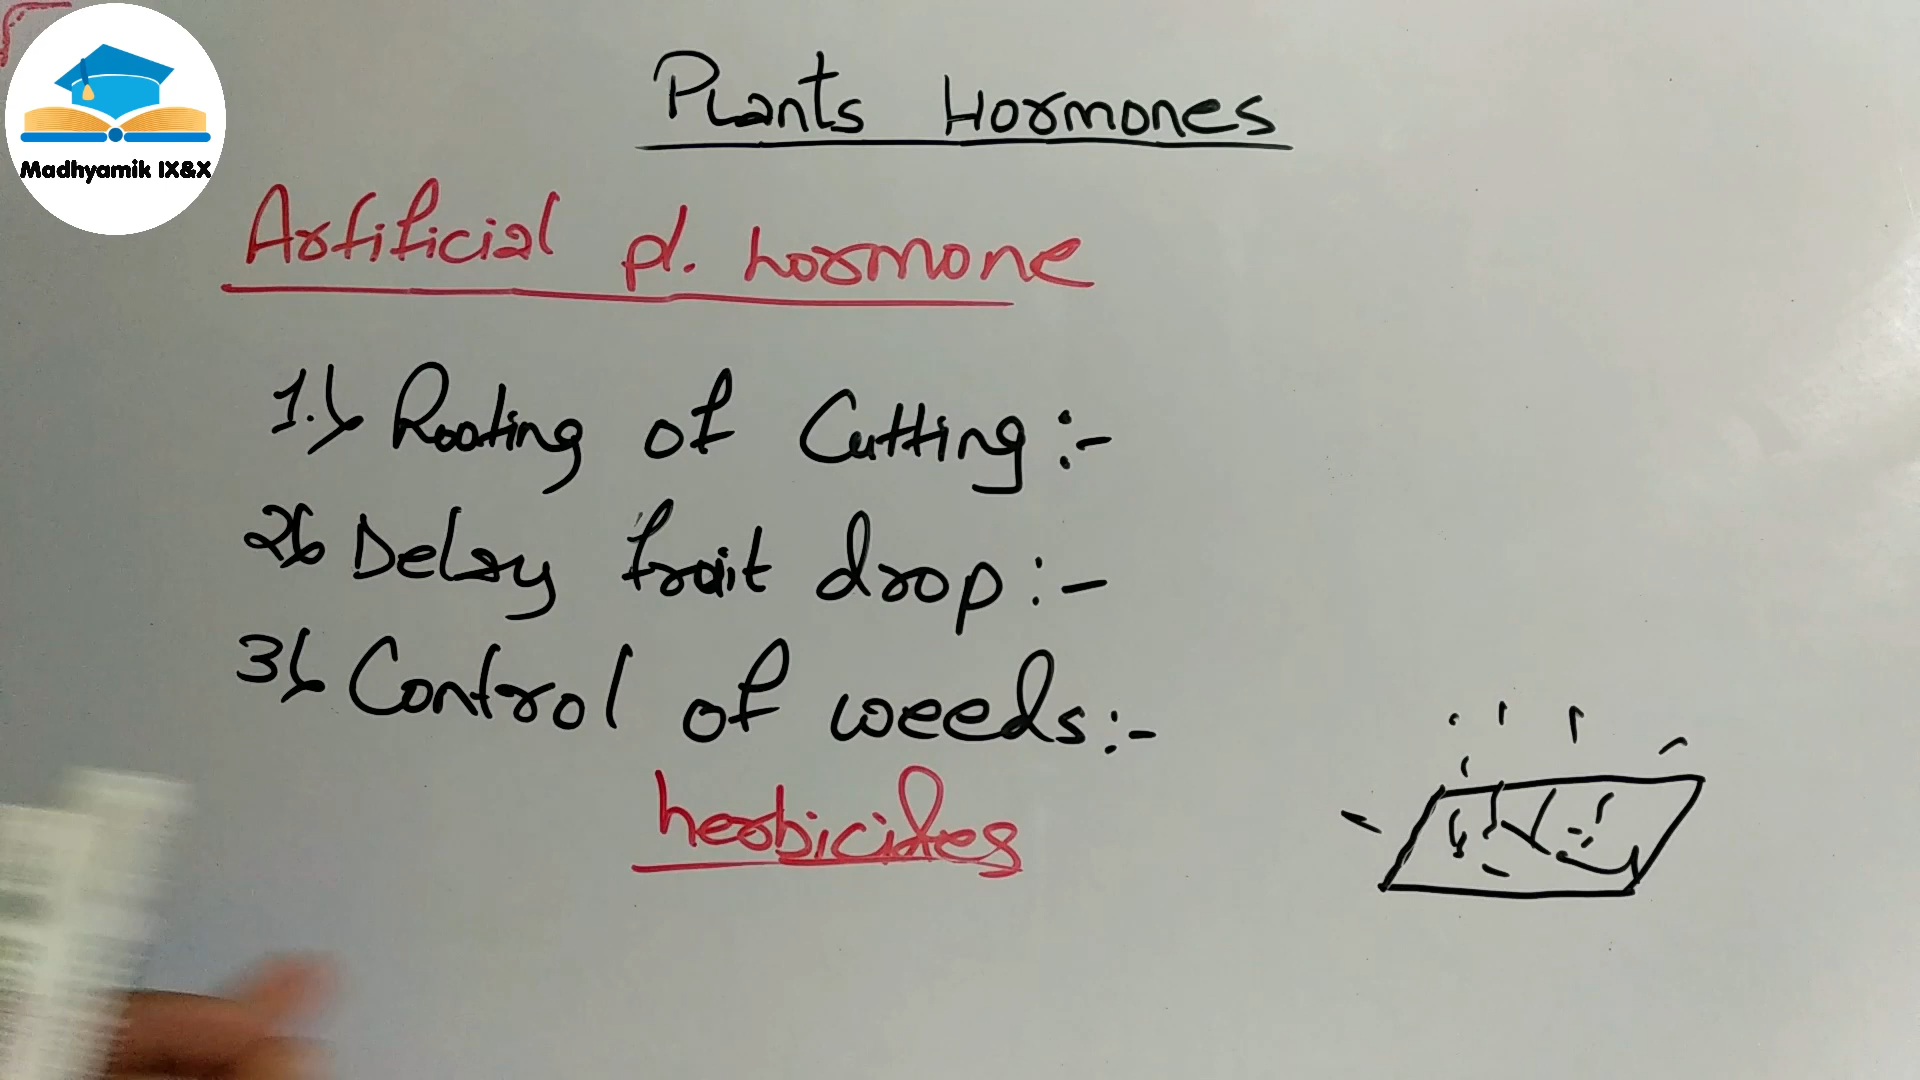 Madhyamik IX&X
Plants Hormones
Artificial pl. hormone
1.) Rooting of Cutting :-
2) Delay fruit drop :-
3) Control of weeds :-
herbicides